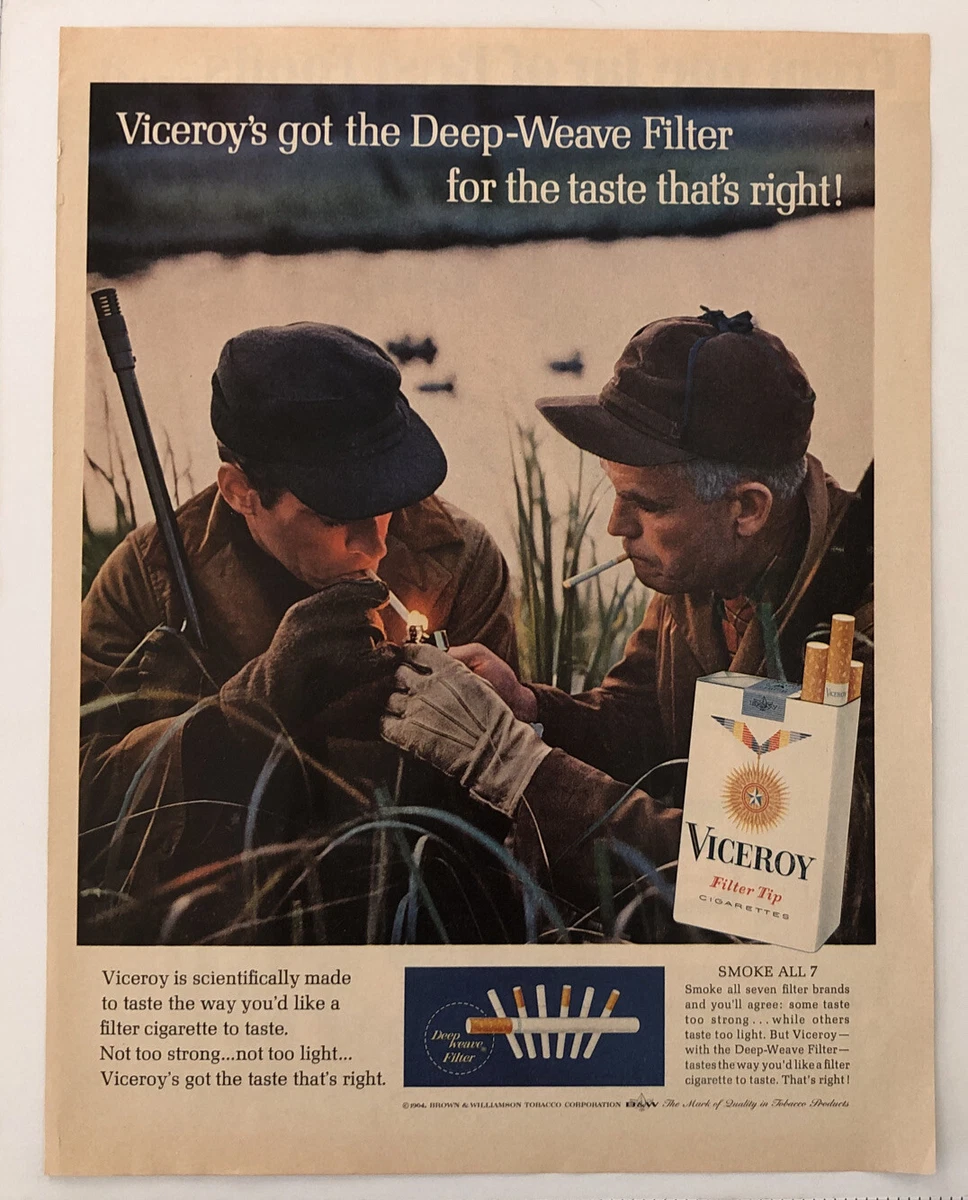 Viceroy's got the Deep-Weave Filter
for the taste that's right!
VICEROY
VICEROY
Filter Tip
CIGARETTES
Viceroy is scientifically made
to taste the way you'd like a
filter cigarette to taste.
Not too strong...not too light...
Viceroy's got the taste that's right.
Deep
Weave®
Filter
SMOKE ALL 7
Smoke all seven filter brands
and you'll agree: some taste
too strong...while others
taste too light. But Viceroy—
with the Deep-Weave Filter—
tastes the way you'd like a filter
cigarette to taste. That's right!
©1964, BROWN & WILLIAMSON TOBACCO CORPORATION B&W The Mark of Quality in Tobacco Products